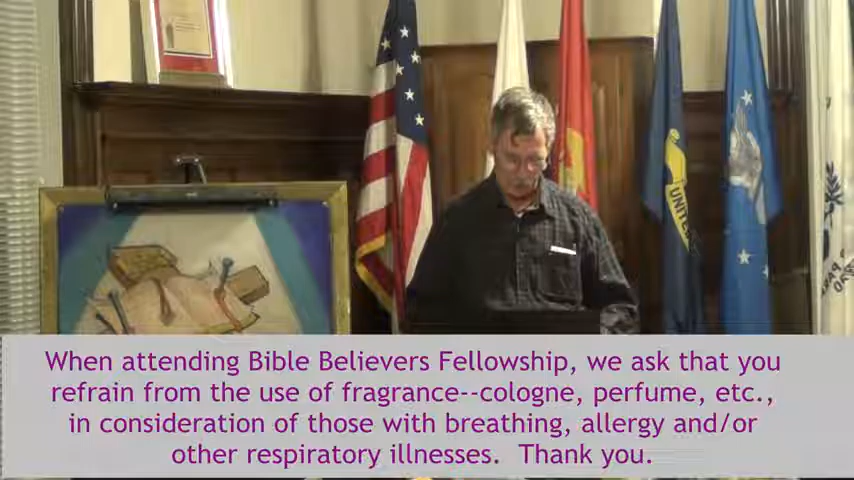 UNITED
When attending Bible Believers Fellowship, we ask that you
refrain from the use of fragrance--cologne, perfume, etc.,
in consideration of those with breathing, allergy and/or
other respiratory illnesses.  Thank you.